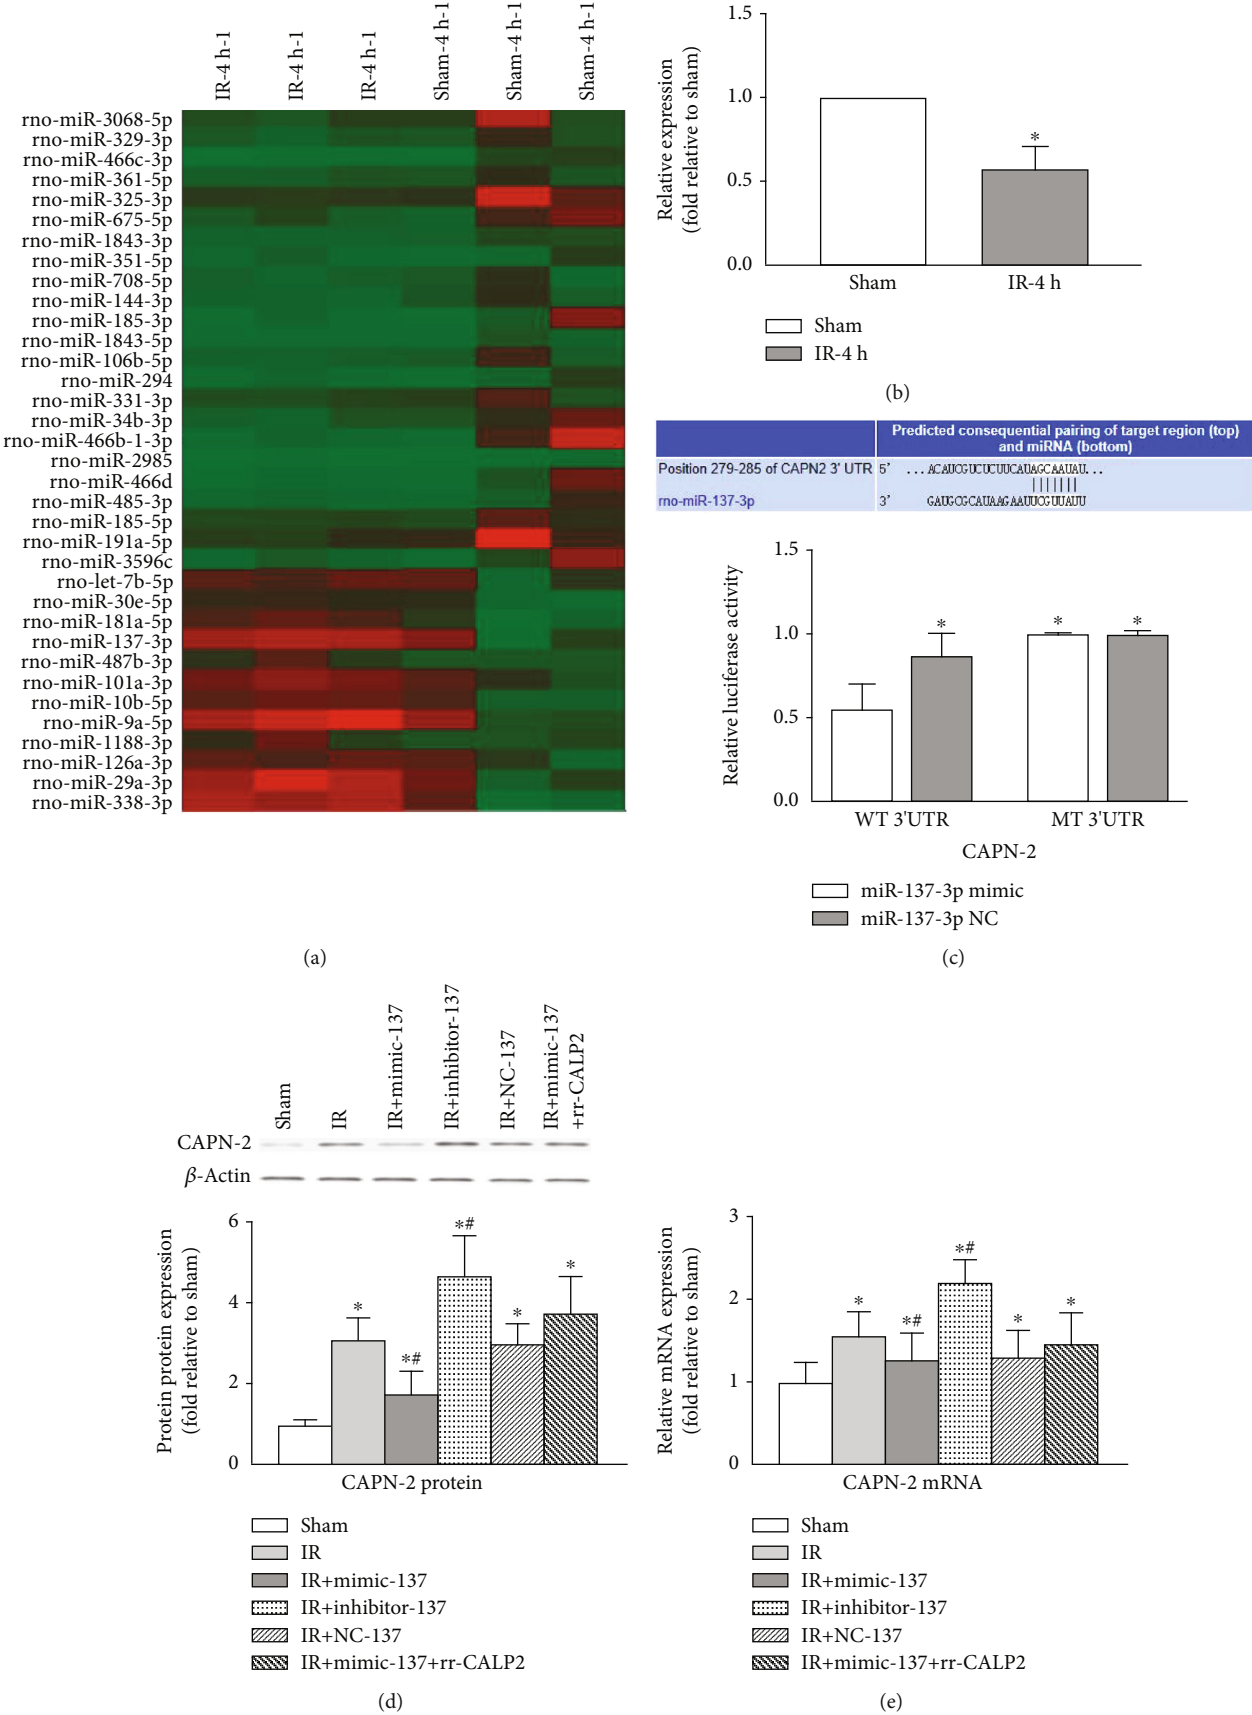 IR-4 h-1
IR-4 h-1
IR-4 h-1
Sham-4 h-1
Sham-4 h-1
Sham-4 h-1
rno-miR-3068-5p
rno-miR-329-3p
rno-miR-466c-3p
rno-miR-361-5p
rno-miR-325-3p
rno-miR-675-5p
rno-miR-1843-3p
rno-miR-351-5p
rno-miR-708-5p
rno-miR-144-3p
rno-miR-185-3p
rno-miR-1843-5p
rno-miR-106b-5p
rno-miR-294
rno-miR-331-3p
rno-miR-34b-3p
rno-miR-466b-1-3p
rno-miR-2985
rno-miR-466d
rno-miR-485-3p
rno-miR-185-5p
rno-miR-191a-5p
rno-miR-3596c
rno-let-7b-5p
rno-miR-30e-5p
rno-miR-181a-5p
rno-miR-137-3p
rno-miR-487b-3p
rno-miR-101a-3p
rno-miR-10b-5p
rno-miR-9a-5p
rno-miR-1188-3p
rno-miR-126a-3p
rno-miR-29a-3p
rno-miR-338-3p
(a)
Relative expression
(fold relative to sham)
1.5
1.0
0.5
0.0
*
Sham
IR-4 h
Sham
IR-4 h
(b)
Predicted consequential pairing of target region (top)
and miRNA (bottom)
Position 279-285 of CAPN2 3' UTR 5' ...ACAUCGUCUCUUCAUAGCAAUAU...
rno-miR-137-3p 3' GAUGCGCAUAAGAAUUCGUUAUU
Relative luciferase activity
1.5
1.0
0.5
0.0
* * *
WT 3'UTR
MT 3'UTR
CAPN-2
miR-137-3p mimic
miR-137-3p NC
(c)
Sham
IR
IR+mimic-137
IR+inhibitor-137
IR+NC-137
IR+mimic-137
+rr-CALP2
CAPN-2
β-Actin
Protein protein expression
(fold relative to sham)
6
4
2
0
* *# *# * *
CAPN-2 protein
Sham
IR
IR+mimic-137
IR+inhibitor-137
IR+NC-137
IR+mimic-137+rr-CALP2
(d)
Relative mRNA expression
(fold relative to sham)
3
2
1
0
* *# *# * *
CAPN-2 mRNA
Sham
IR
IR+mimic-137
IR+inhibitor-137
IR+NC-137
IR+mimic-137+rr-CALP2
(e)